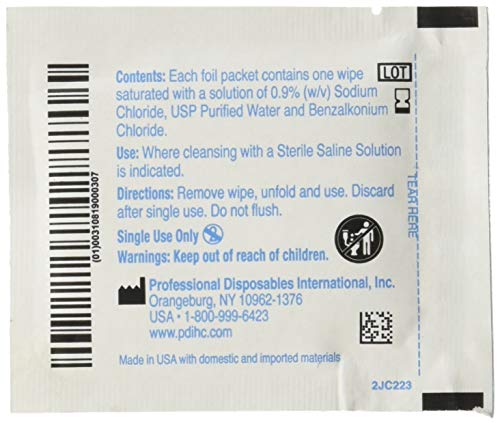 Contents: Each foil packet contains one wipe
saturated with a solution of 0.9% (w/v) Sodium
Chloride, USP Purified Water and Benzalkonium
Chloride.
LOT
Use: Where cleansing with a Sterile Saline Solution
is indicated.
Directions: Remove wipe, unfold and use. Discard
after single use. Do not flush.
Single Use Only
Warnings: Keep out of reach of children.
Professional Disposables International, Inc.
Orangeburg, NY 10962-1376
USA • 1-800-999-6423
www.pdihc.com
Made in USA with domestic and imported materials
2JC223
TEAR HERE
(01)00310819000307